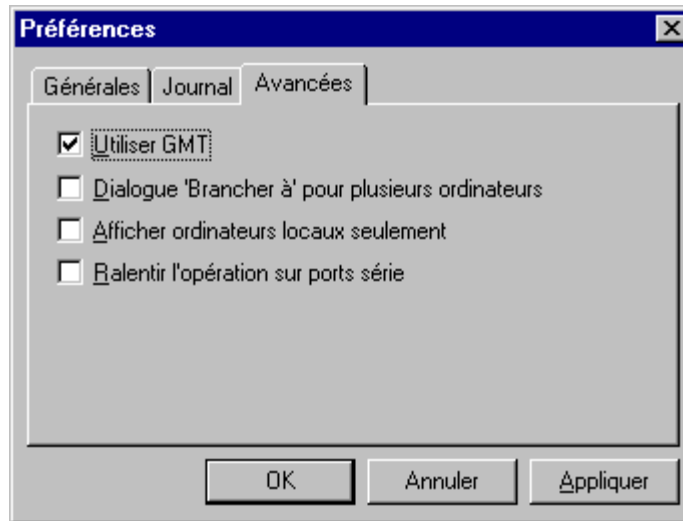 Préférences
Générales Journal Avancées
Utiliser GMT
Dialogue 'Brancher à' pour plusieurs ordinateurs
Afficher ordinateurs locaux seulement
Ralentir l'opération sur ports série
OK Annuler Appliquer